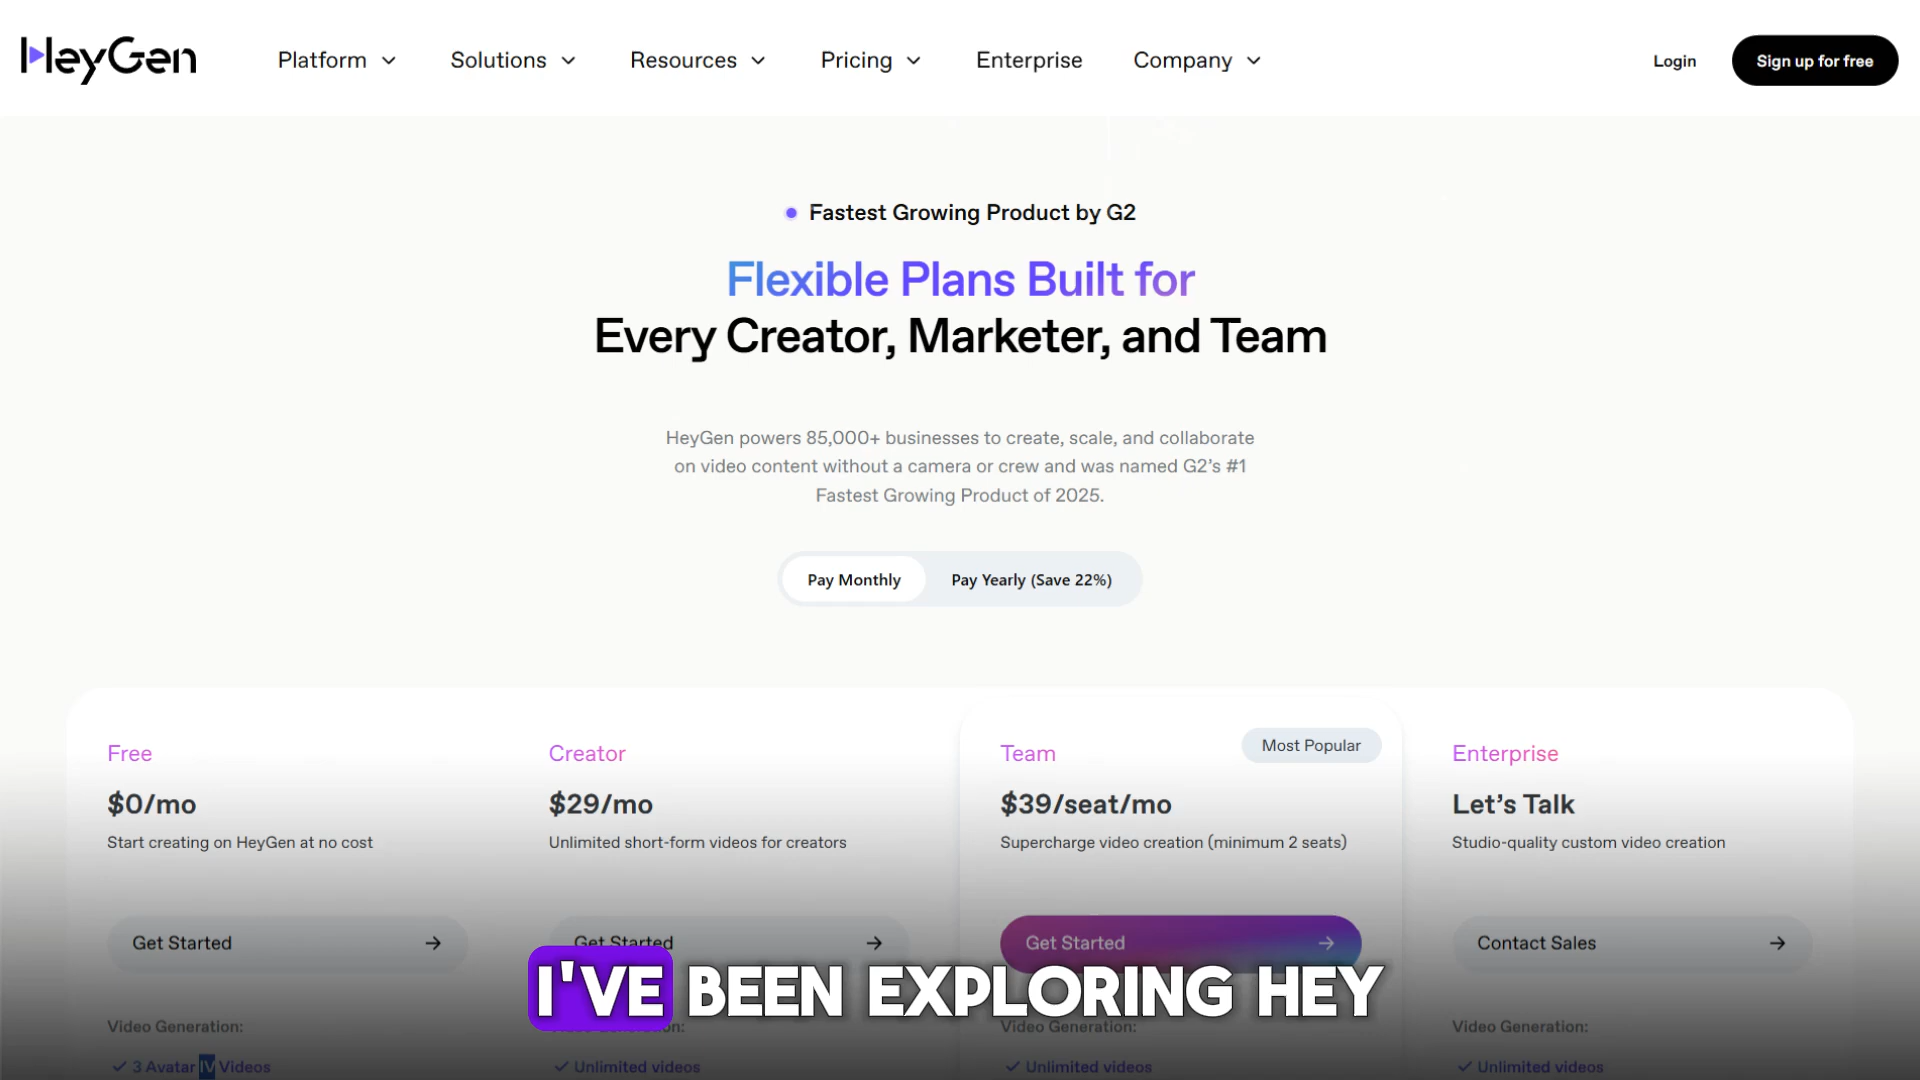 HeyGen
Platform
Solutions
Resources
Pricing
Enterprise
Company
Login
Sign up for free
Fastest Growing Product by G2
Flexible Plans Built for
Every Creator, Marketer, and Team
HeyGen powers 85,000+ businesses to create, scale, and collaborate
on video content without a camera or crew and was named G2's #1
Fastest Growing Product of 2025.
Pay Monthly
Pay Yearly (Save 22%)
Free
$0/mo
Start creating on HeyGen at no cost
Get Started
Video Generation:
3 Avatar IV Videos
Creator
$29/mo
Unlimited short-form videos for creators
Get Started
Unlimited videos
Team
Most Popular
$39/seat/mo
Supercharge video creation (minimum 2 seats)
Get Started
Video Generation:
Unlimited videos
Enterprise
Let's Talk
Studio-quality custom video creation
Contact Sales
Video Generation:
Unlimited videos
I'VE BEEN EXPLORING HEY